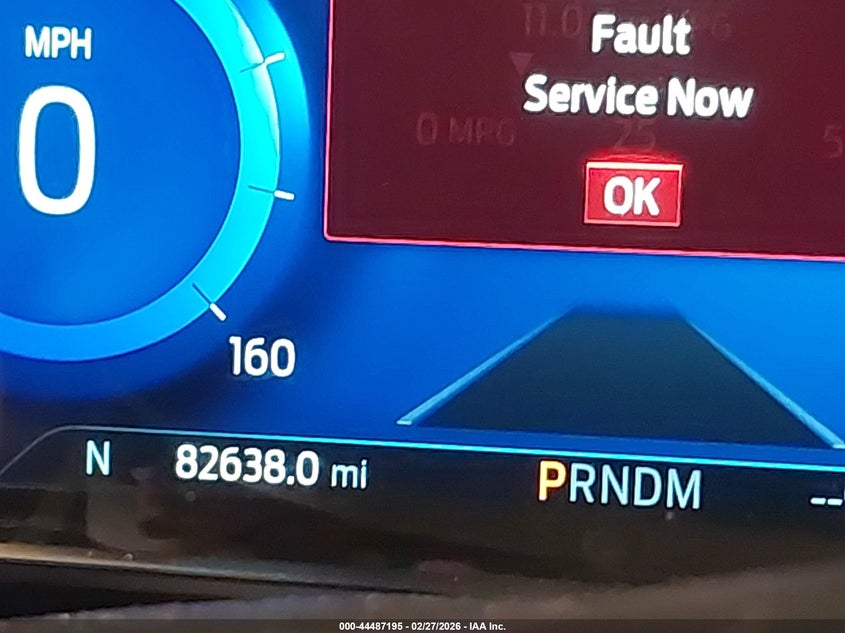 MPH
0
Fault
Service Now
0 MPG
25
5
OK
160
N
82638.0 mi
PRNDM
--
000-44487195 - 02/27/2026 - IAA Inc.